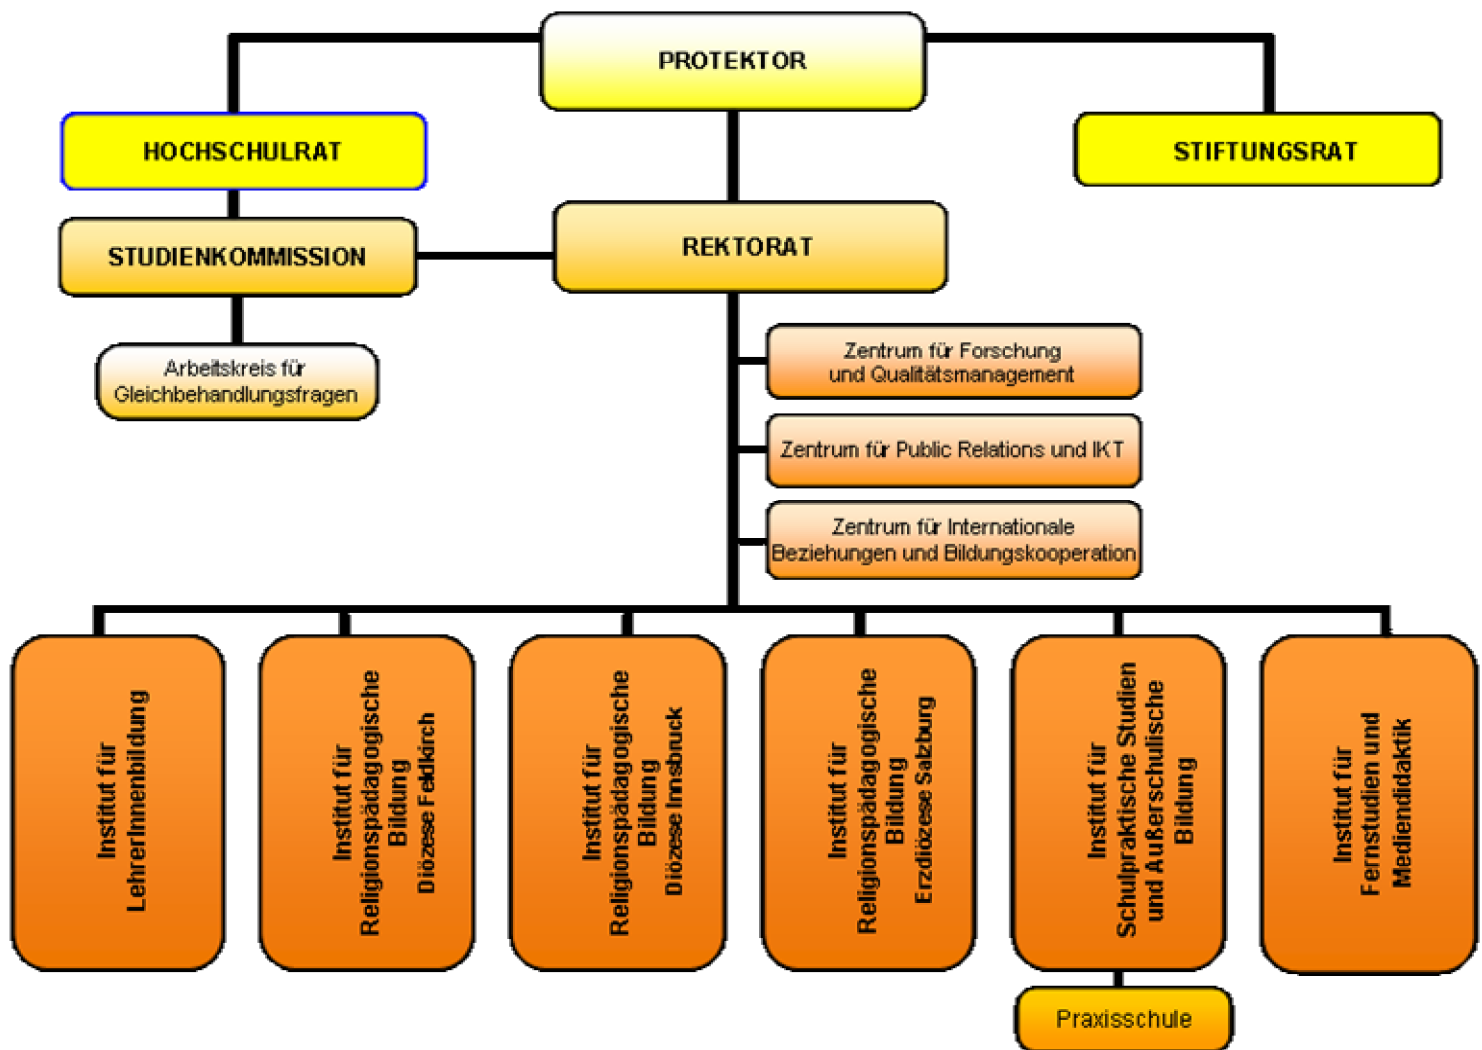 PROTEKTOR
HOCHSCHULRAT
STIFTUNGSRAT
STUDIENKOMMISSION
REKTORAT
Arbeitskreis für
Gleichbehandlungsfragen
Zentrum für Forschung
und Qualitätsmanagement
Zentrum für Public Relations und IKT
Zentrum für Internationale
Beziehungen und Bildungskooperation
Institut für
LehrerInnenbildung
Institut für
Religionspädagogische
Bildung
Diözese Feldkirch
Institut für
Religionspädagogische
Bildung
Diözese Innsbruck
Institut für
Religionspädagogische
Bildung
Erzdiözese Salzburg
Institut für
Schulpraktische Studien
und Außerschulische
Bildung
Institut für
Fernstudien und
Mediendidaktik
Praxisschule